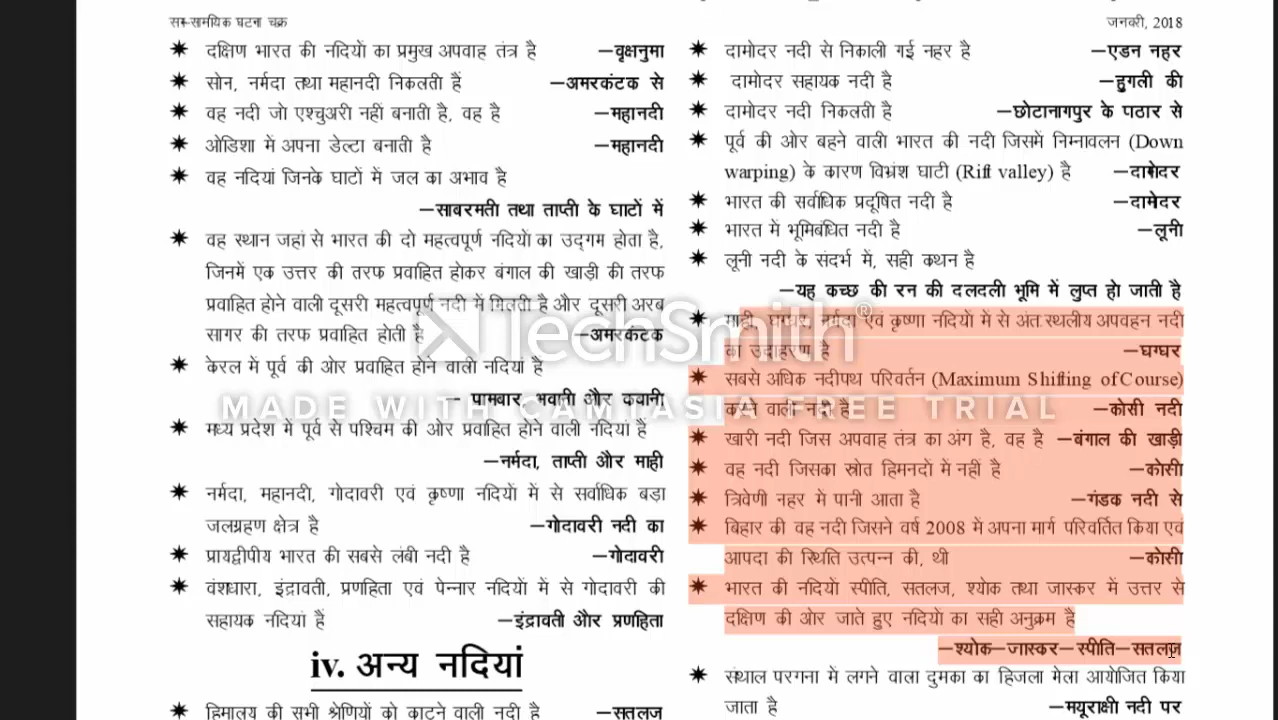 सम-सामयिक घटना चक्र
जनवरी, 2018
✷ दक्षिण भारत की नदियों का प्रमुख अपवाह तंत्र है —वृक्षनुमा
✷ सोन, नर्मदा तथा महानदी निकलती हैं —अमरकंटक से
✷ वह नदी जो एश्चुअरी नहीं बनाती है, वह है —महानदी
✷ ओडिशा में अपना डेल्टा बनाती है —महानदी
✷ वह नदियां जिनके घाटों में जल का अभाव है
—साबरमती तथा ताप्ती के घाटों में
✷ वह स्थान जहां से भारत की दो महत्वपूर्ण नदियों का उद्गम होता है,
जिनमें एक उत्तर की तरफ प्रवाहित होकर बंगाल की खाड़ी की तरफ
प्रवाहित होने वाली दूसरी महत्वपूर्ण नदी में मिलती है और दूसरी अरब
सागर की तरफ प्रवाहित होती है —अमरकंटक
✷ केरल में पूर्व की ओर प्रवाहित होने वाली नदियां है
- पामबार, भवानी और कबानी
✷ मध्य प्रदेश में पूर्व से पश्चिम की ओर प्रवाहित होने वाली नदियां है
—नर्मदा, ताप्ती और माही
✷ नर्मदा, महानदी, गोदावरी एवं कृष्णा नदियों में से सर्वाधिक बड़ा
जलग्रहण क्षेत्र है —गोदावरी नदी का
✷ प्रायद्वीपीय भारत की सबसे लंबी नदी है —गोदावरी
✷ वंशधारा, इंद्रावती, प्रणहिता एवं पेन्नार नदियों में से गोदावरी की
सहायक नदियां हैं —इंद्रावती और प्रणहिता
iv. अन्य नदियां
✷ हिमालय की सभी श्रेणियों को काटने वाली नदी है —सतलज
✷ दामोदर नदी से निकाली गई नहर है —एडन नहर
✷ दामोदर सहायक नदी है —हुगली की
✷ दामोदर नदी निकलती है —छोटानागपुर के पठार से
✷ पूर्व की ओर बहने वाली भारत की नदी जिसमें निम्नावलन (Down
warping) के कारण विभ्रंश घाटी (Rift valley) है —दामोदर
✷ भारत की सर्वाधिक प्रदूषित नदी है —दामोदर
✷ भारत में भूमिबंधित नदी है —लूनी
✷ लूनी नदी के संदर्भ में, सही कथन है
—यह कच्छ की रन की दलदली भूमि में लुप्त हो जाती है
✷ माही, घग्घर, नर्मदा एवं कृष्णा नदियों में से अंतःस्थलीय अपवहन नदी
का उदाहरण है —घग्घर
✷ सबसे अधिक नदीपथ परिवर्तन (Maximum Shifting of Course)
करने वाली नदी है —कोसी नदी
✷ खारी नदी जिस अपवाह तंत्र का अंग है, वह है —बंगाल की खाड़ी
✷ वह नदी जिसका स्रोत हिमनदों में नहीं है —कोसी
✷ त्रिवेणी नहर में पानी आता है —गंडक नदी से
✷ बिहार की वह नदी जिसने वर्ष 2008 में अपना मार्ग परिवर्तित किया एवं
आपदा की स्थिति उत्पन्न की, थी —कोसी
✷ भारत की नदियों स्पीति, सतलज, श्योक तथा जास्कर में उत्तर से
दक्षिण की ओर जाते हुए नदियों का सही अनुक्रम है
—श्योक—जास्कर—स्पीति—सतलज
✷ संथाल परगना में लगने वाला दुमका का हिजला मेला आयोजित किया
जाता है —मयूराक्षी नदी पर
TechSmith®
MADE WITH CAMTASIA FREE TRIAL